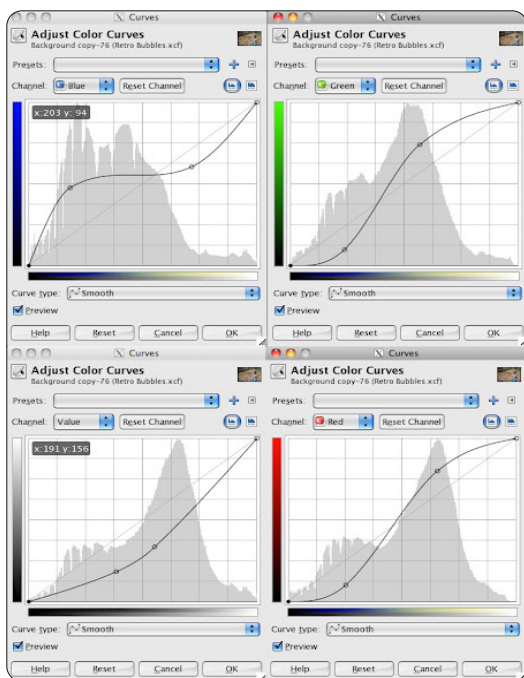 Curves
Adjust Color Curves
Background copy-76 (Retro Bubbles.xcf)
Presets:
Channel: Blue Reset Channel
x:203 y: 94
Curve type: Smooth
Preview
Help Reset Cancel OK
Curves
Adjust Color Curves
Background copy-76 (Retro Bubbles.xcf)
Presets:
Channel: Green Reset Channel
Curve type: Smooth
Preview
Help Reset Cancel OK
Curves
Adjust Color Curves
Background copy-76 (Retro Bubbles.xcf)
Presets:
Channel: Value Reset Channel
x:191 y:156
Curve type: Smooth
Preview
Help Reset Cancel OK
Curves
Adjust Color Curves
Background copy-76 (Retro Bubbles.xcf)
Presets:
Channel: Red Reset Channel
Curve type: Smooth
Preview
Help Reset Cancel OK